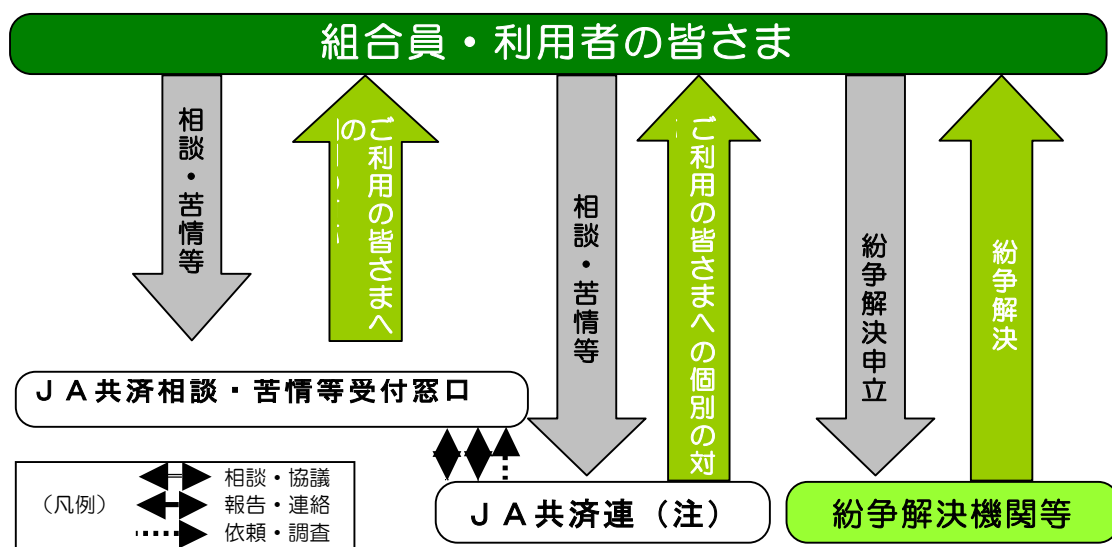 組合員・利用者の皆さま
相談・苦情等
ご利用の皆さまへ
の
相談・苦情等
ご利用の皆さまへの個別の対
紛争解決申立
紛争解決
ＪＡ共済相談・苦情等受付窓口
（凡例）
相談・協議
報告・連絡
依頼・調査
ＪＡ共済連（注）
紛争解決機関等